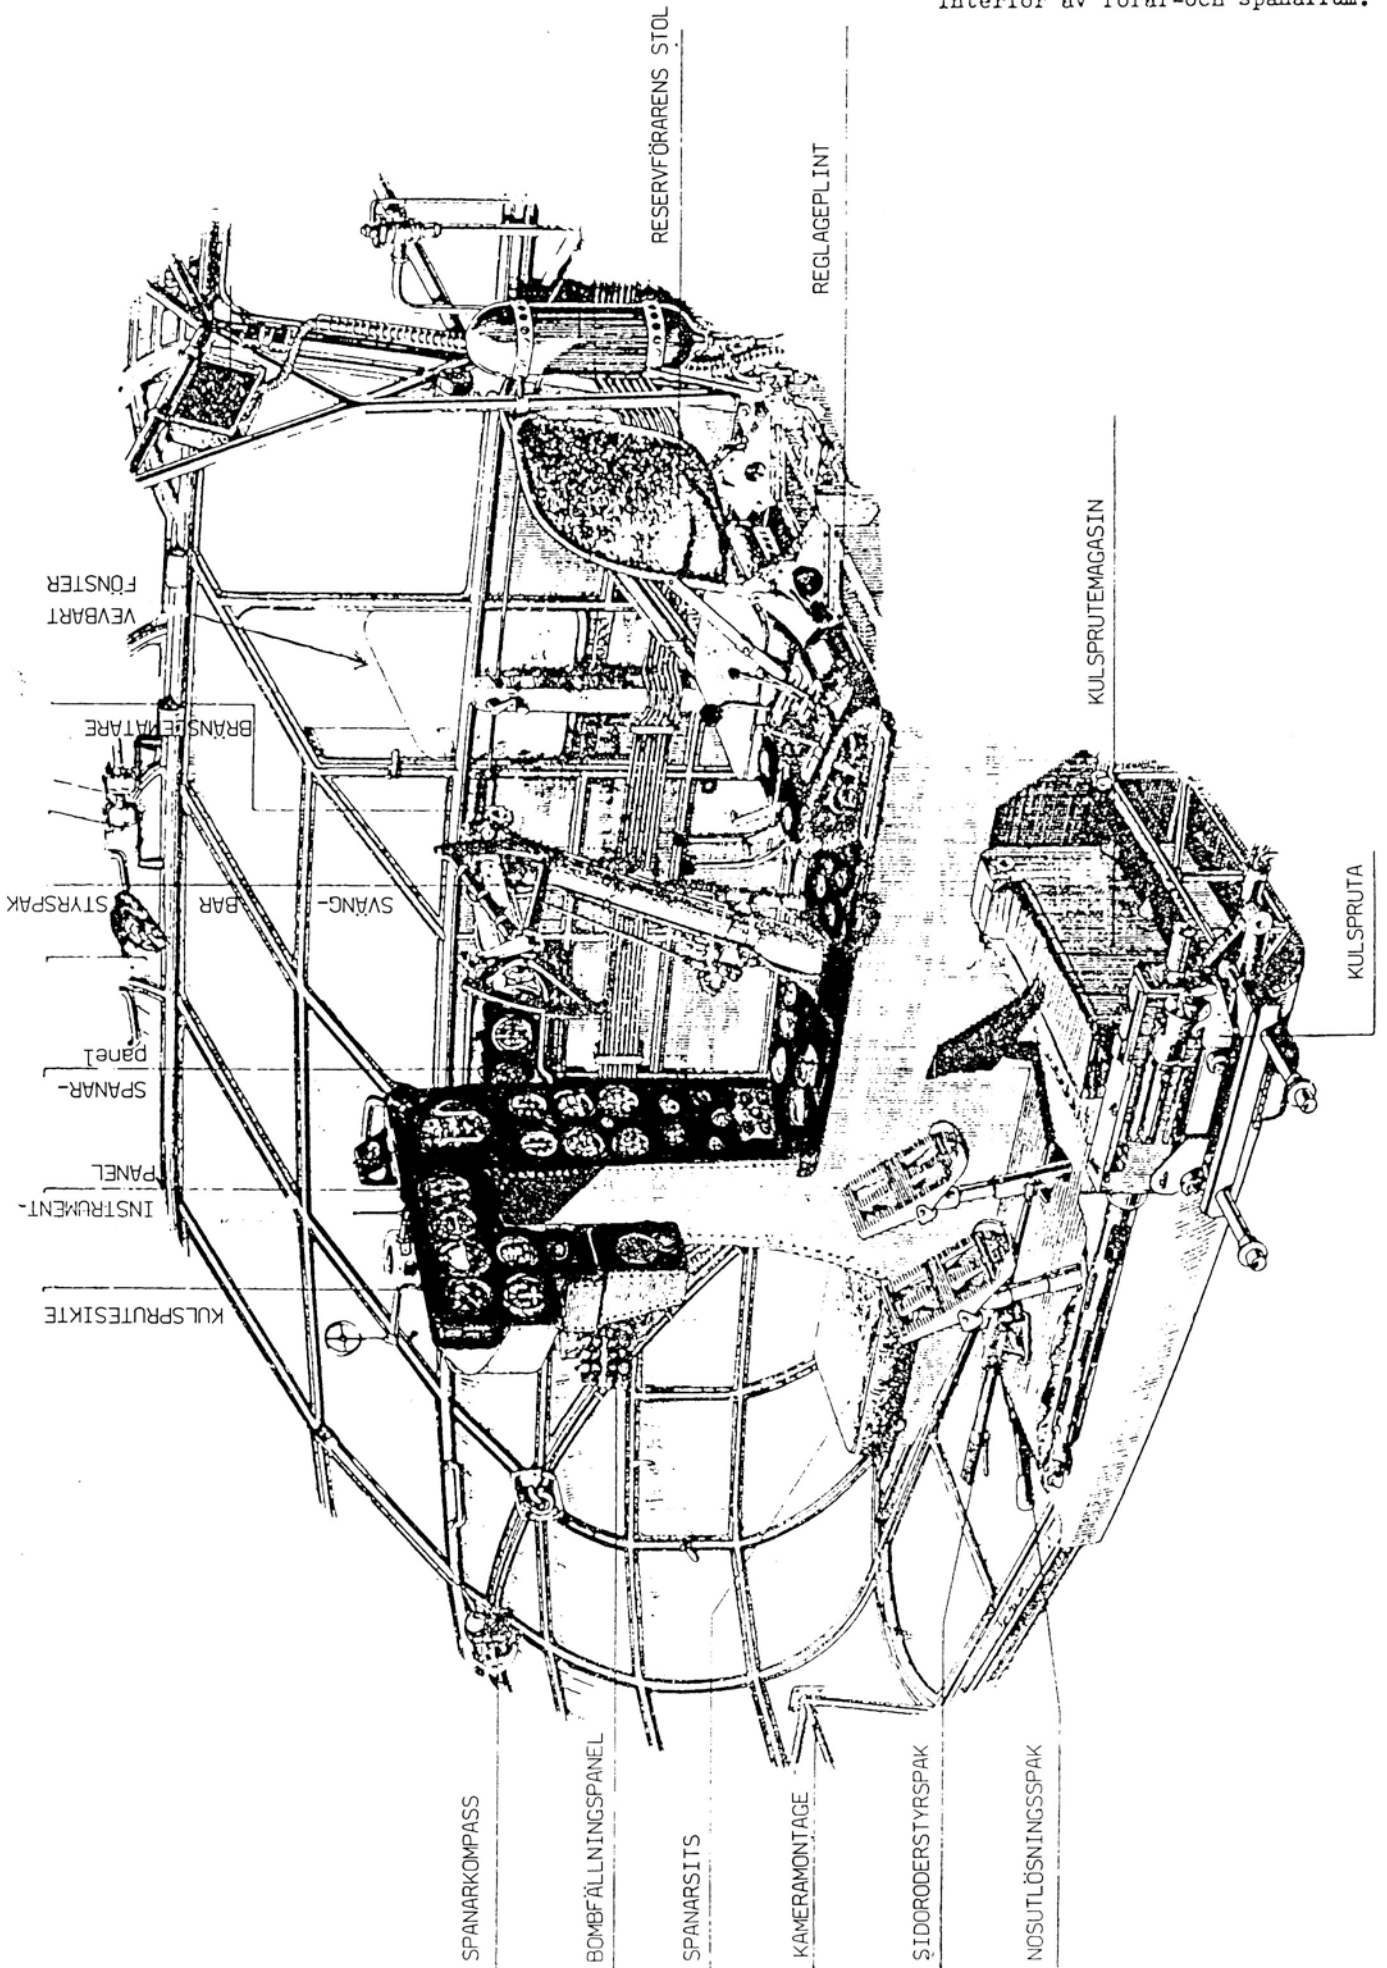 Interiör av förar-och spanarrum.
RESERVFÖRARENS STOL
REGLAGEPLINT
KULSPRUTEMAGASIN
KULSPRUTA
VEVBART
FÖNSTER
BRÄNSLEMÄTARE
STYRSPAK
SVÄNG-
BAR
SPANAR-
panel
INSTRUMENT-
PANEL
KULSPRUTESIKTE
SPANARKOMPASS
BOMBFÄLLNINGSPANEL
SPANARSITS
KAMERAMONTAGE
SIDORODERSTYRSPAK
NOSUTLÖSNINGSSPAK